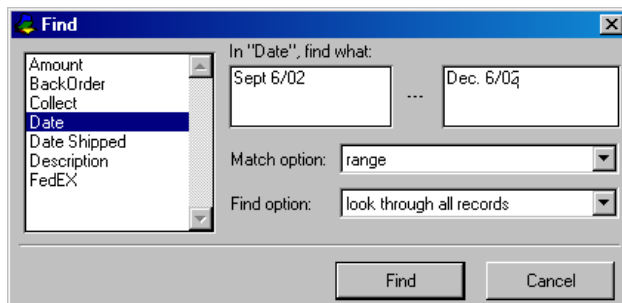 Find
Amount
BackOrder
Collect
Date
Date Shipped
Description
FedEX
In "Date", find what:
Sept 6/02
...
Dec. 6/02
Match option:
range
Find option:
look through all records
Find
Cancel